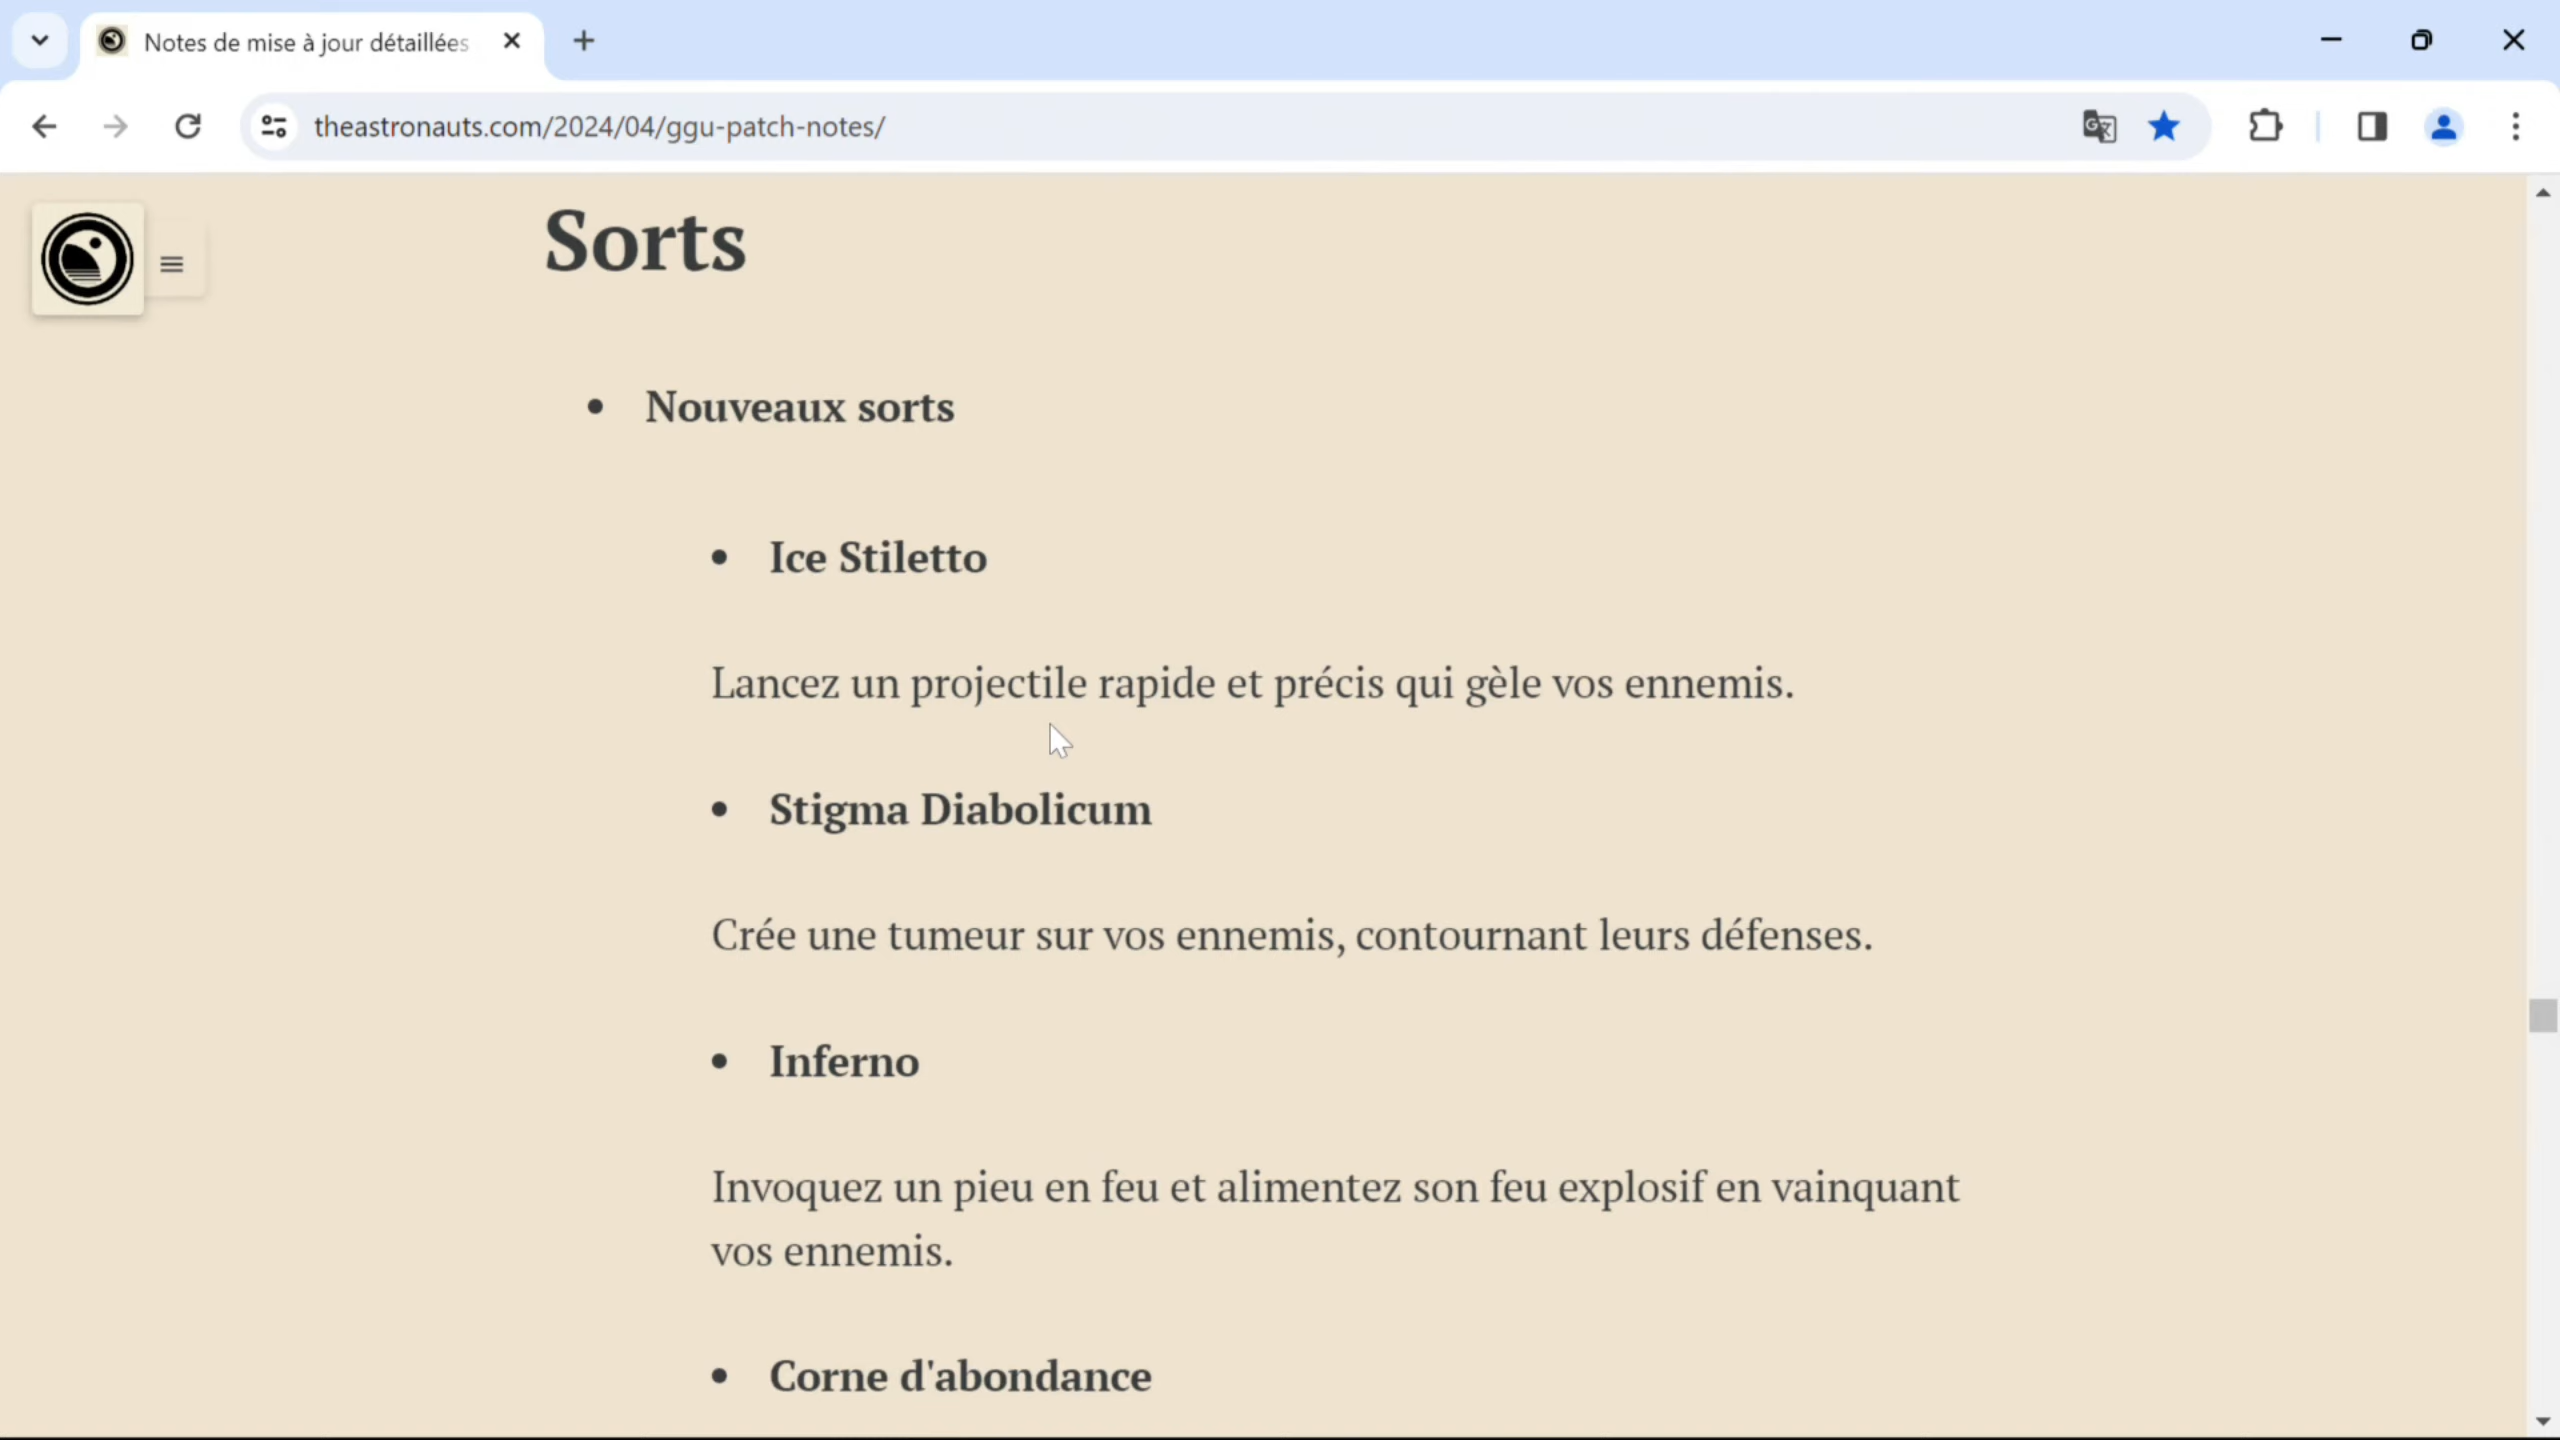 Notes de mise à jour détaillées
theastronauts.com/2024/04/ggu-patch-notes/
Sorts
• Nouveaux sorts
• Ice Stiletto
Lancez un projectile rapide et précis qui gèle vos ennemis.
• Stigma Diabolicum
Crée une tumeur sur vos ennemis, contournant leurs défenses.
• Inferno
Invoquez un pieu en feu et alimentez son feu explosif en vainquant
vos ennemis.
• Corne d'abondance